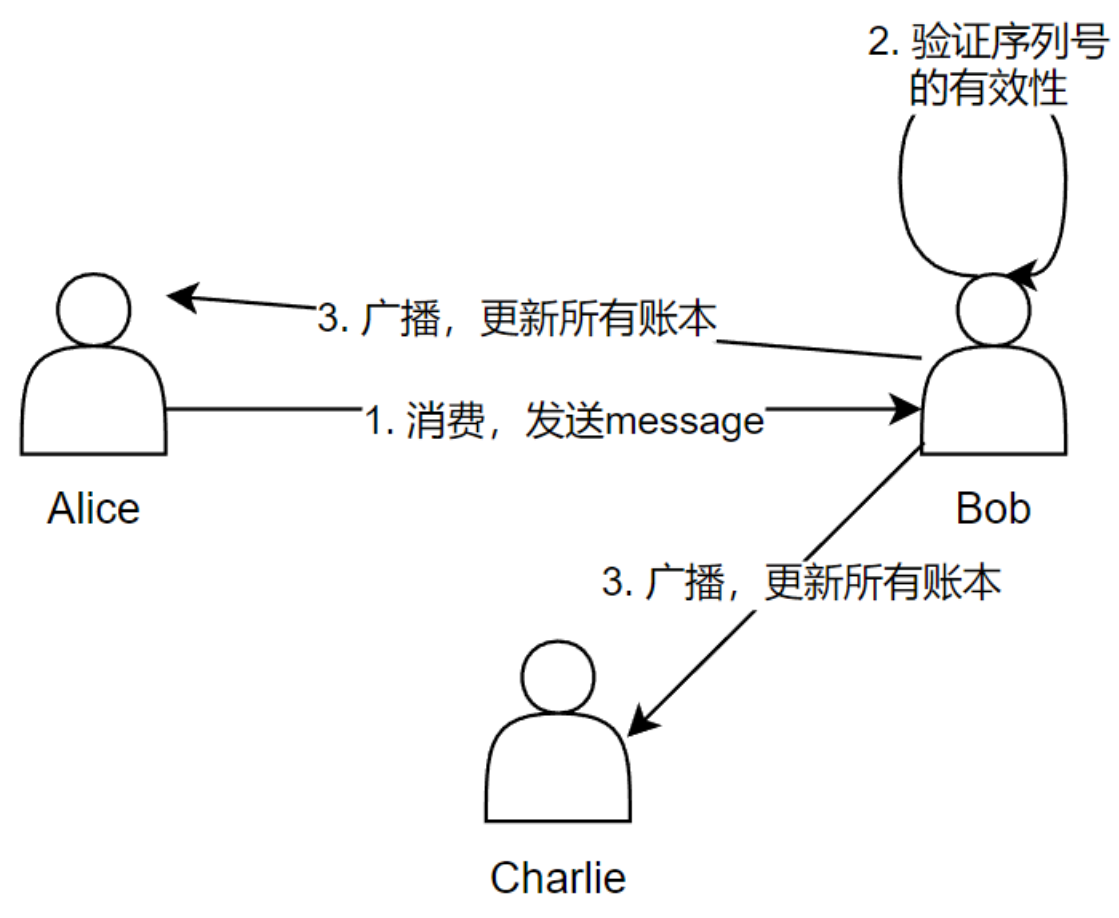 2. 验证序列号
的有效性
3. 广播，更新所有账本
1. 消费，发送message
Alice
Bob
3. 广播，更新所有账本
Charlie